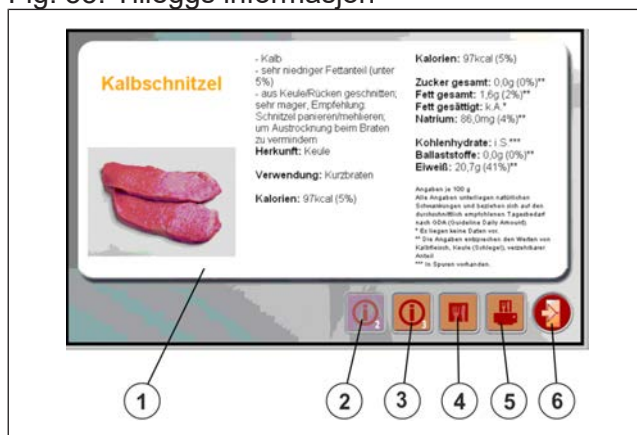 Fig. 60: Tilleggs informasjon
Kalbschnitzel
- Kalb
- sehr niedriger Fettanteil (unter
5%)
- aus Keule/Rücken geschnitten;
sehr mager, Empfehlung:
Schnitzel panieren/mehlieren;
um Austrocknung beim Braten
zu vermindern
Herkunft: Keule
Verwendung: Kurzbraten
Kalorien: 97kcal (5%)
Kalorien: 97kcal (5%)
Zucker gesamt: 0,0g (0%)**
Fett gesamt: 1,6g (2%)**
Fett gesättigt: k.A.*
Natrium: 86,0mg (4%)**
Kohlenhydrate: i.S.***
Ballaststoffe: 0,0g (0%)**
Eiweiß: 20,7g (41%)**
Angaben je 100 g
Alle Angaben unterliegen natürlichen
Schwankungen und beziehen sich auf den
durchschnittlich empfohlenen Tagesbedarf
nach GDA (Guideline Daily Amount).
* Es liegen keine Daten vor.
** Die Angaben entsprechen den Werten von
Kalbfleisch, Keule (Schlegel), verzehrbarer
Anteil
*** In Spuren vorhanden.
2
3
1
2
3
4
5
6